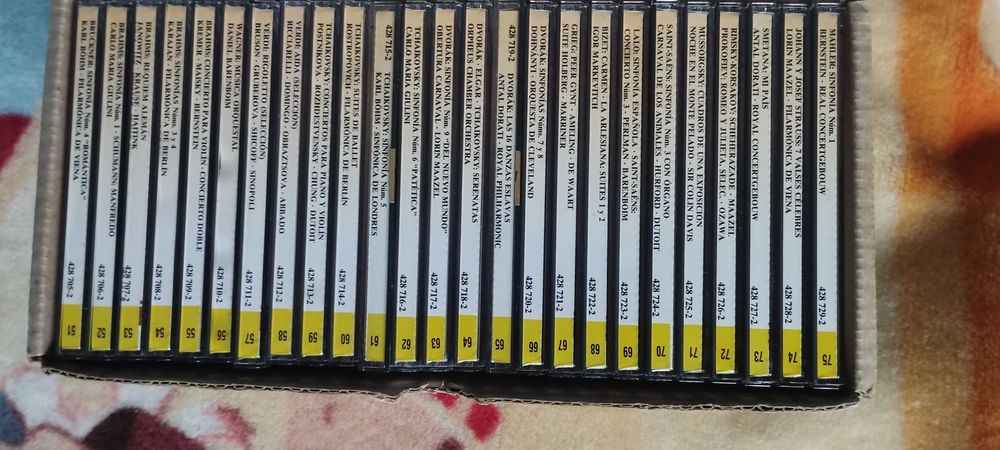 MAHLER: SINFONÍA Núm. 1
BERNSTEIN - REAL CONCERTGEBOUW
428 729-2
75
JOHANN Y JOSEF STRAUSS: 7 VALSES CÉLEBRES
LORIN MAAZEL - FILARMÓNICA DE VIENA
428 728-2
74
SMETANA: MI PAÍS
ANTAL DORATI - ROYAL CONCERTGEBOUW
428 727-2
73
RIMSKY-KORSAKOV: SCHEHERAZADE - MAAZEL
PROKOFIEV: ROMEO Y JULIETA, SELEC. - OZAWA
428 726-2
72
MUSSORGSKY: CUADROS DE UNA EXPOSICIÓN
NOCHE EN EL MONTE PELADO - SIR COLIN DAVIS
428 725-2
71
SAINT-SAËNS: SINFONÍA Núm. 3 CON ÓRGANO
CARNAVAL DE LOS ANIMALES - HURFORD - DUTOIT
428 724-2
70
LALO: SINFONÍA ESPAÑOLA - SAINT-SAËNS:
CONCIERTO Núm. 3 - PERLMAN - BARENBOIM
428 723-2
69
BIZET: CARMEN - LA ARLESIANA: SUITES 1 y 2
IGOR MARKEVITCH
428 722-2
68
GRIEG: PEER GYNT - AMELING - DE WAART
SUITE HOLBERG - MARRINER
428 721-2
67
DVORÁK: SINFONÍAS Núms. 7 y 8
DOHNÁNYI - ORQUESTA DE CLEVELAND
428 720-2
66
428 719-2 DVORÁK: LAS 16 DANZAS ESLAVAS
ANTAL DORATI - ROYAL PHILHARMONIC
65
DVORÁK - ELGAR - TCHAIKOVSKY: SERENATAS
ORPHEUS CHAMBER ORCHESTRA
428 718-2
64
DVORÁK: SINFONÍA Núm. 9 "DEL NUEVO MUNDO"
OBERTURA CARNAVAL - LORIN MAAZEL
428 717-2
63
TCHAIKOVSKY: SINFONÍA Núm. 6 "PATÉTICA"
CARLO MARIA GIULINI
428 716-2
62
428 715-2 TCHAIKOVSKY: SINFONÍA Núm. 5
KARL BÖHM - SINFÓNICA DE LONDRES
61
TCHAIKOVSKY: SUITES DE BALLET
ROSTROPOVICH - FILARMÓNICA DE BERLÍN
428 714-2
60
TCHAIKOVSKY: CONCIERTOS PARA PIANO Y VIOLÍN
POSTNIKOVA - ROZHDESTVENSKY - CHUNG - DUTOIT
428 713-2
59
VERDI: AIDA (SELECCIÓN)
RICCIARELLI - DOMINGO - OBRAZTSOVA - ABBADO
428 712-2
58
VERDI: RIGOLETTO (SELECCIÓN)
BRUSON - GRUBEROVA - SHICOFF - SINOPOLI
428 711-2
57
WAGNER: MÚSICA ORQUESTAL
DANIEL BARENBOIM
428 710-2
56
BRAHMS: CONCIERTO PARA VIOLÍN - CONCIERTO DOBLE
KREMER - MAISKY - BERNSTEIN
428 709-2
55
BRAHMS: SINFONÍAS Núms. 3 y 4
KARAJAN - FILARMÓNICA DE BERLÍN
428 708-2
54
BRAHMS: REQUIEM ALEMÁN
JANOWITZ - KRAUSE - HAITINK
428 707-2
53
BRAHMS: SINFONÍA Núm. 1 - SCHUMANN: MANFREDO
CARLO MARIA GIULINI
428 706-2
52
BRUCKNER: SINFONÍA Núm. 4 "ROMÁNTICA"
KARL BÖHM - FILARMÓNICA DE VIENA
428 705-2
51